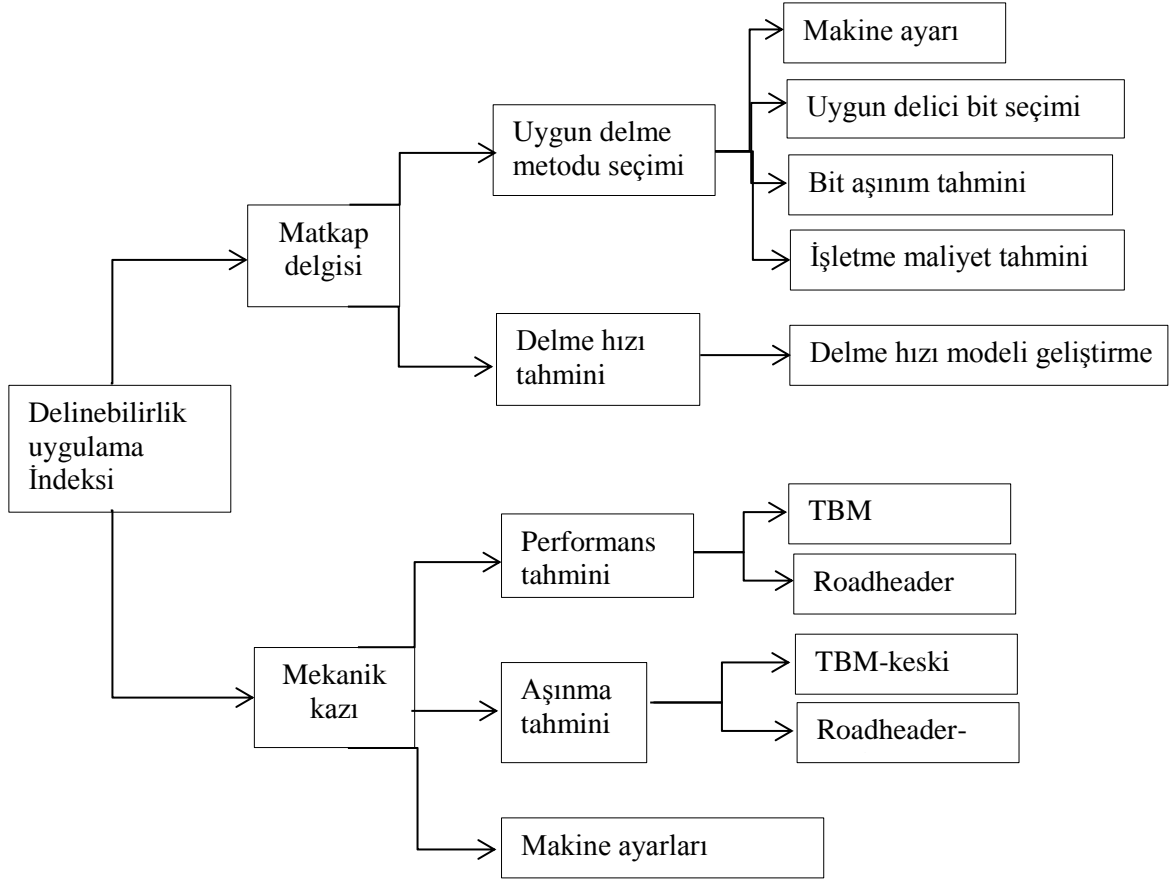 Makine ayarı
Uygun delici bit seçimi
Uygun delme
metodu seçimi
Bit aşınım tahmini
Matkap
delgisi
İşletme maliyet tahmini
Delme hızı
tahmini
Delme hızı modeli geliştirme
Delinebilirlik
uygulama
İndeksi
Performans
tahmini
TBM
Roadheader
Mekanik
kazı
Aşınma
tahmini
TBM-keski
Roadheader-
Makine ayarları